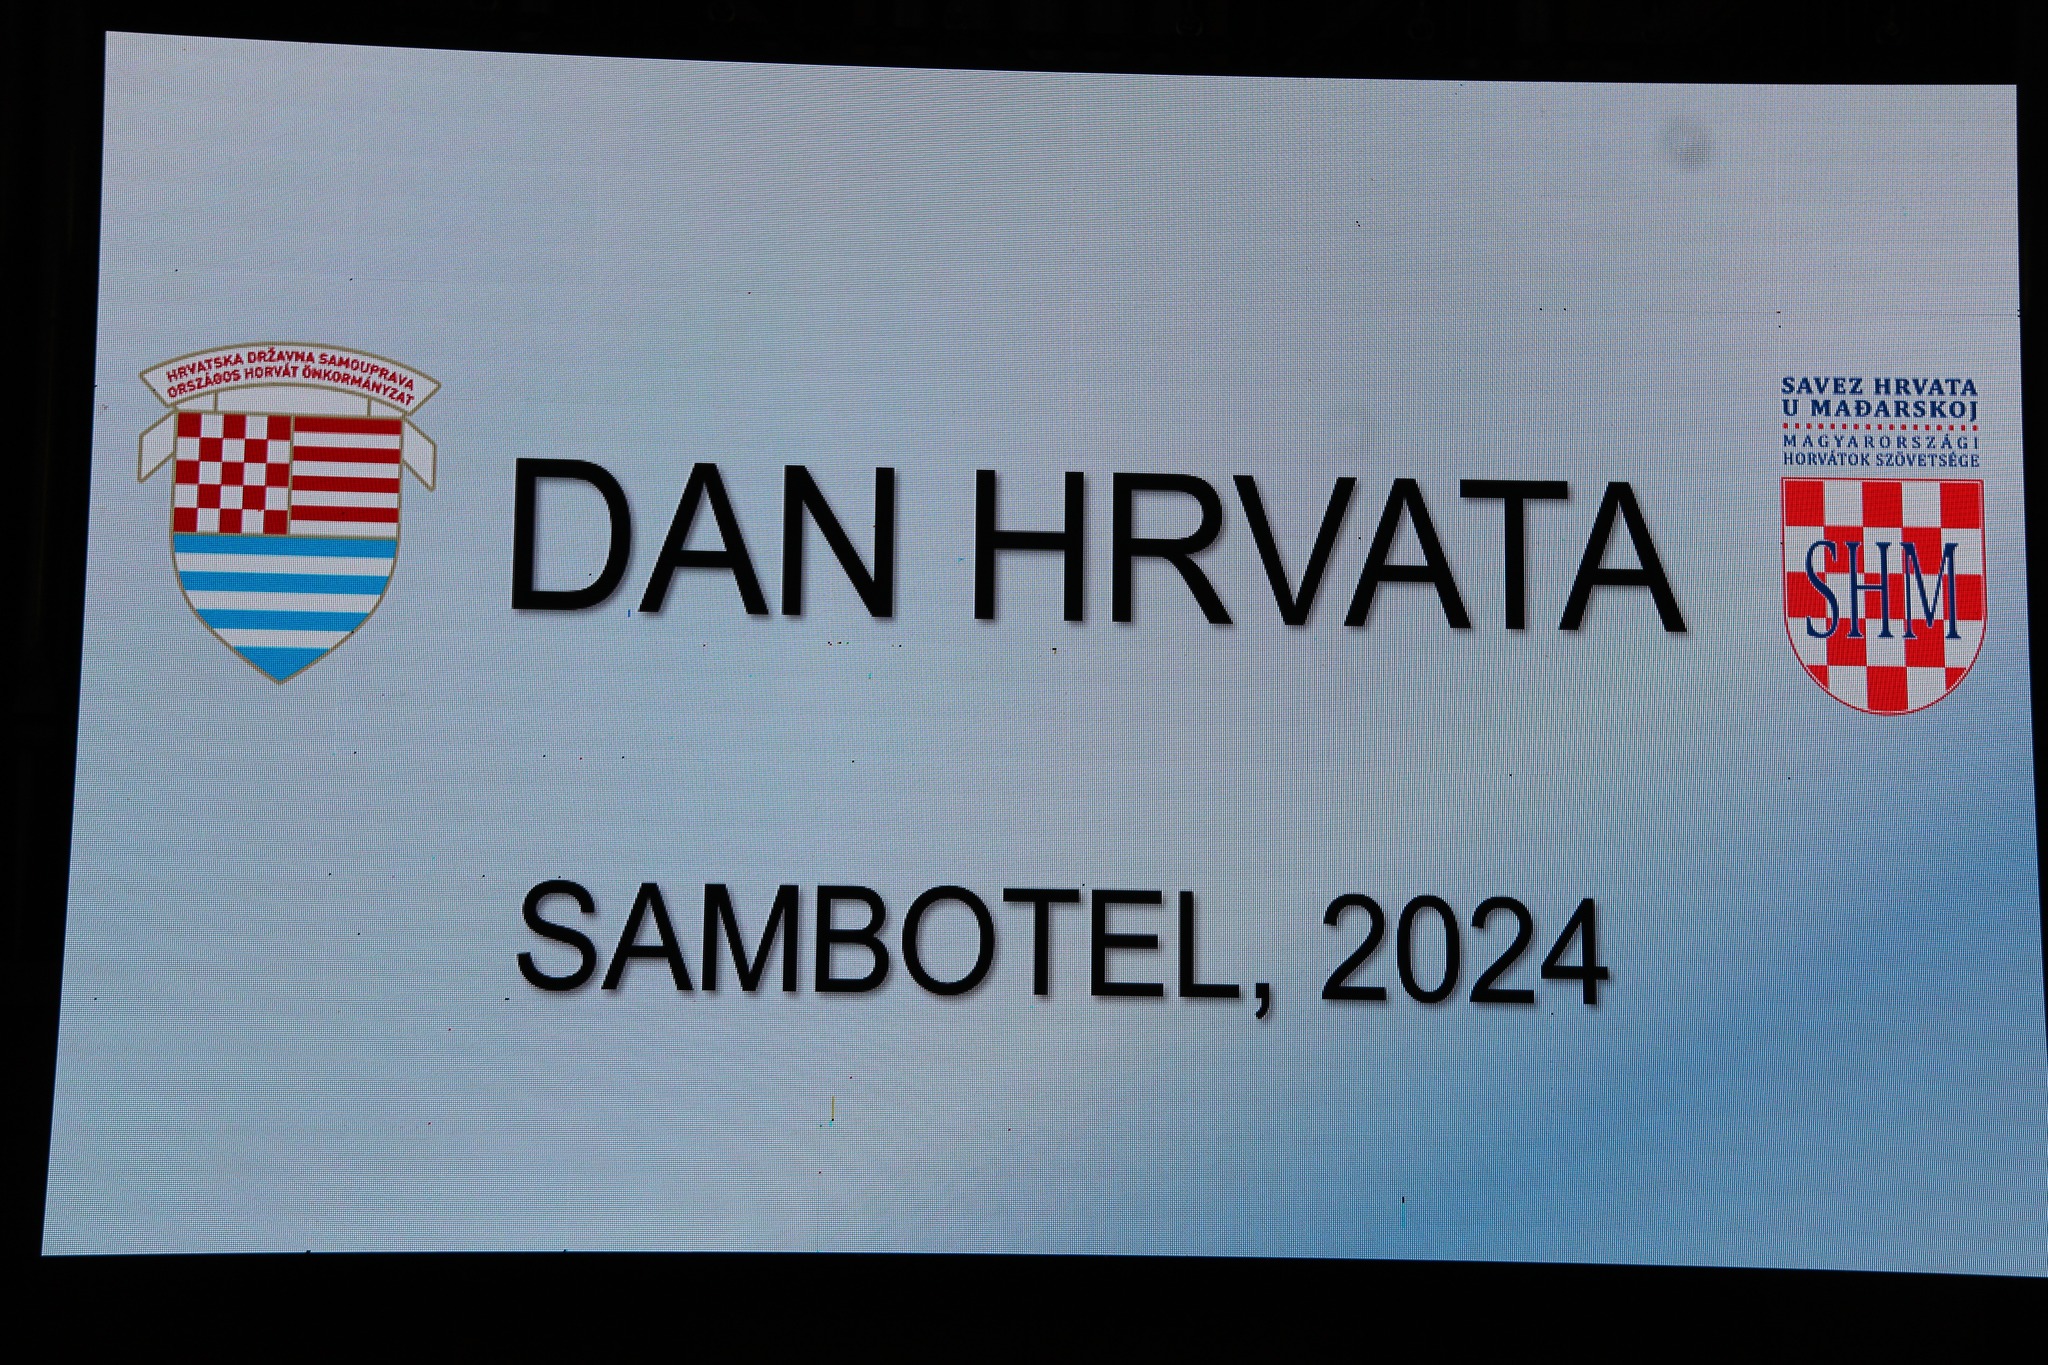 HRVATSKA DRŽAVNA SAMOUPRAVA
ORSZÁGOS HORVÁT ÖNKORMÁNYZAT
DAN HRVATA
SAVEZ HRVATA
U MAĐARSKOJ
MAGYARORSZÁGI
HORVÁTOK SZÖVETSÉGE
SHM
SAMBOTEL, 2024